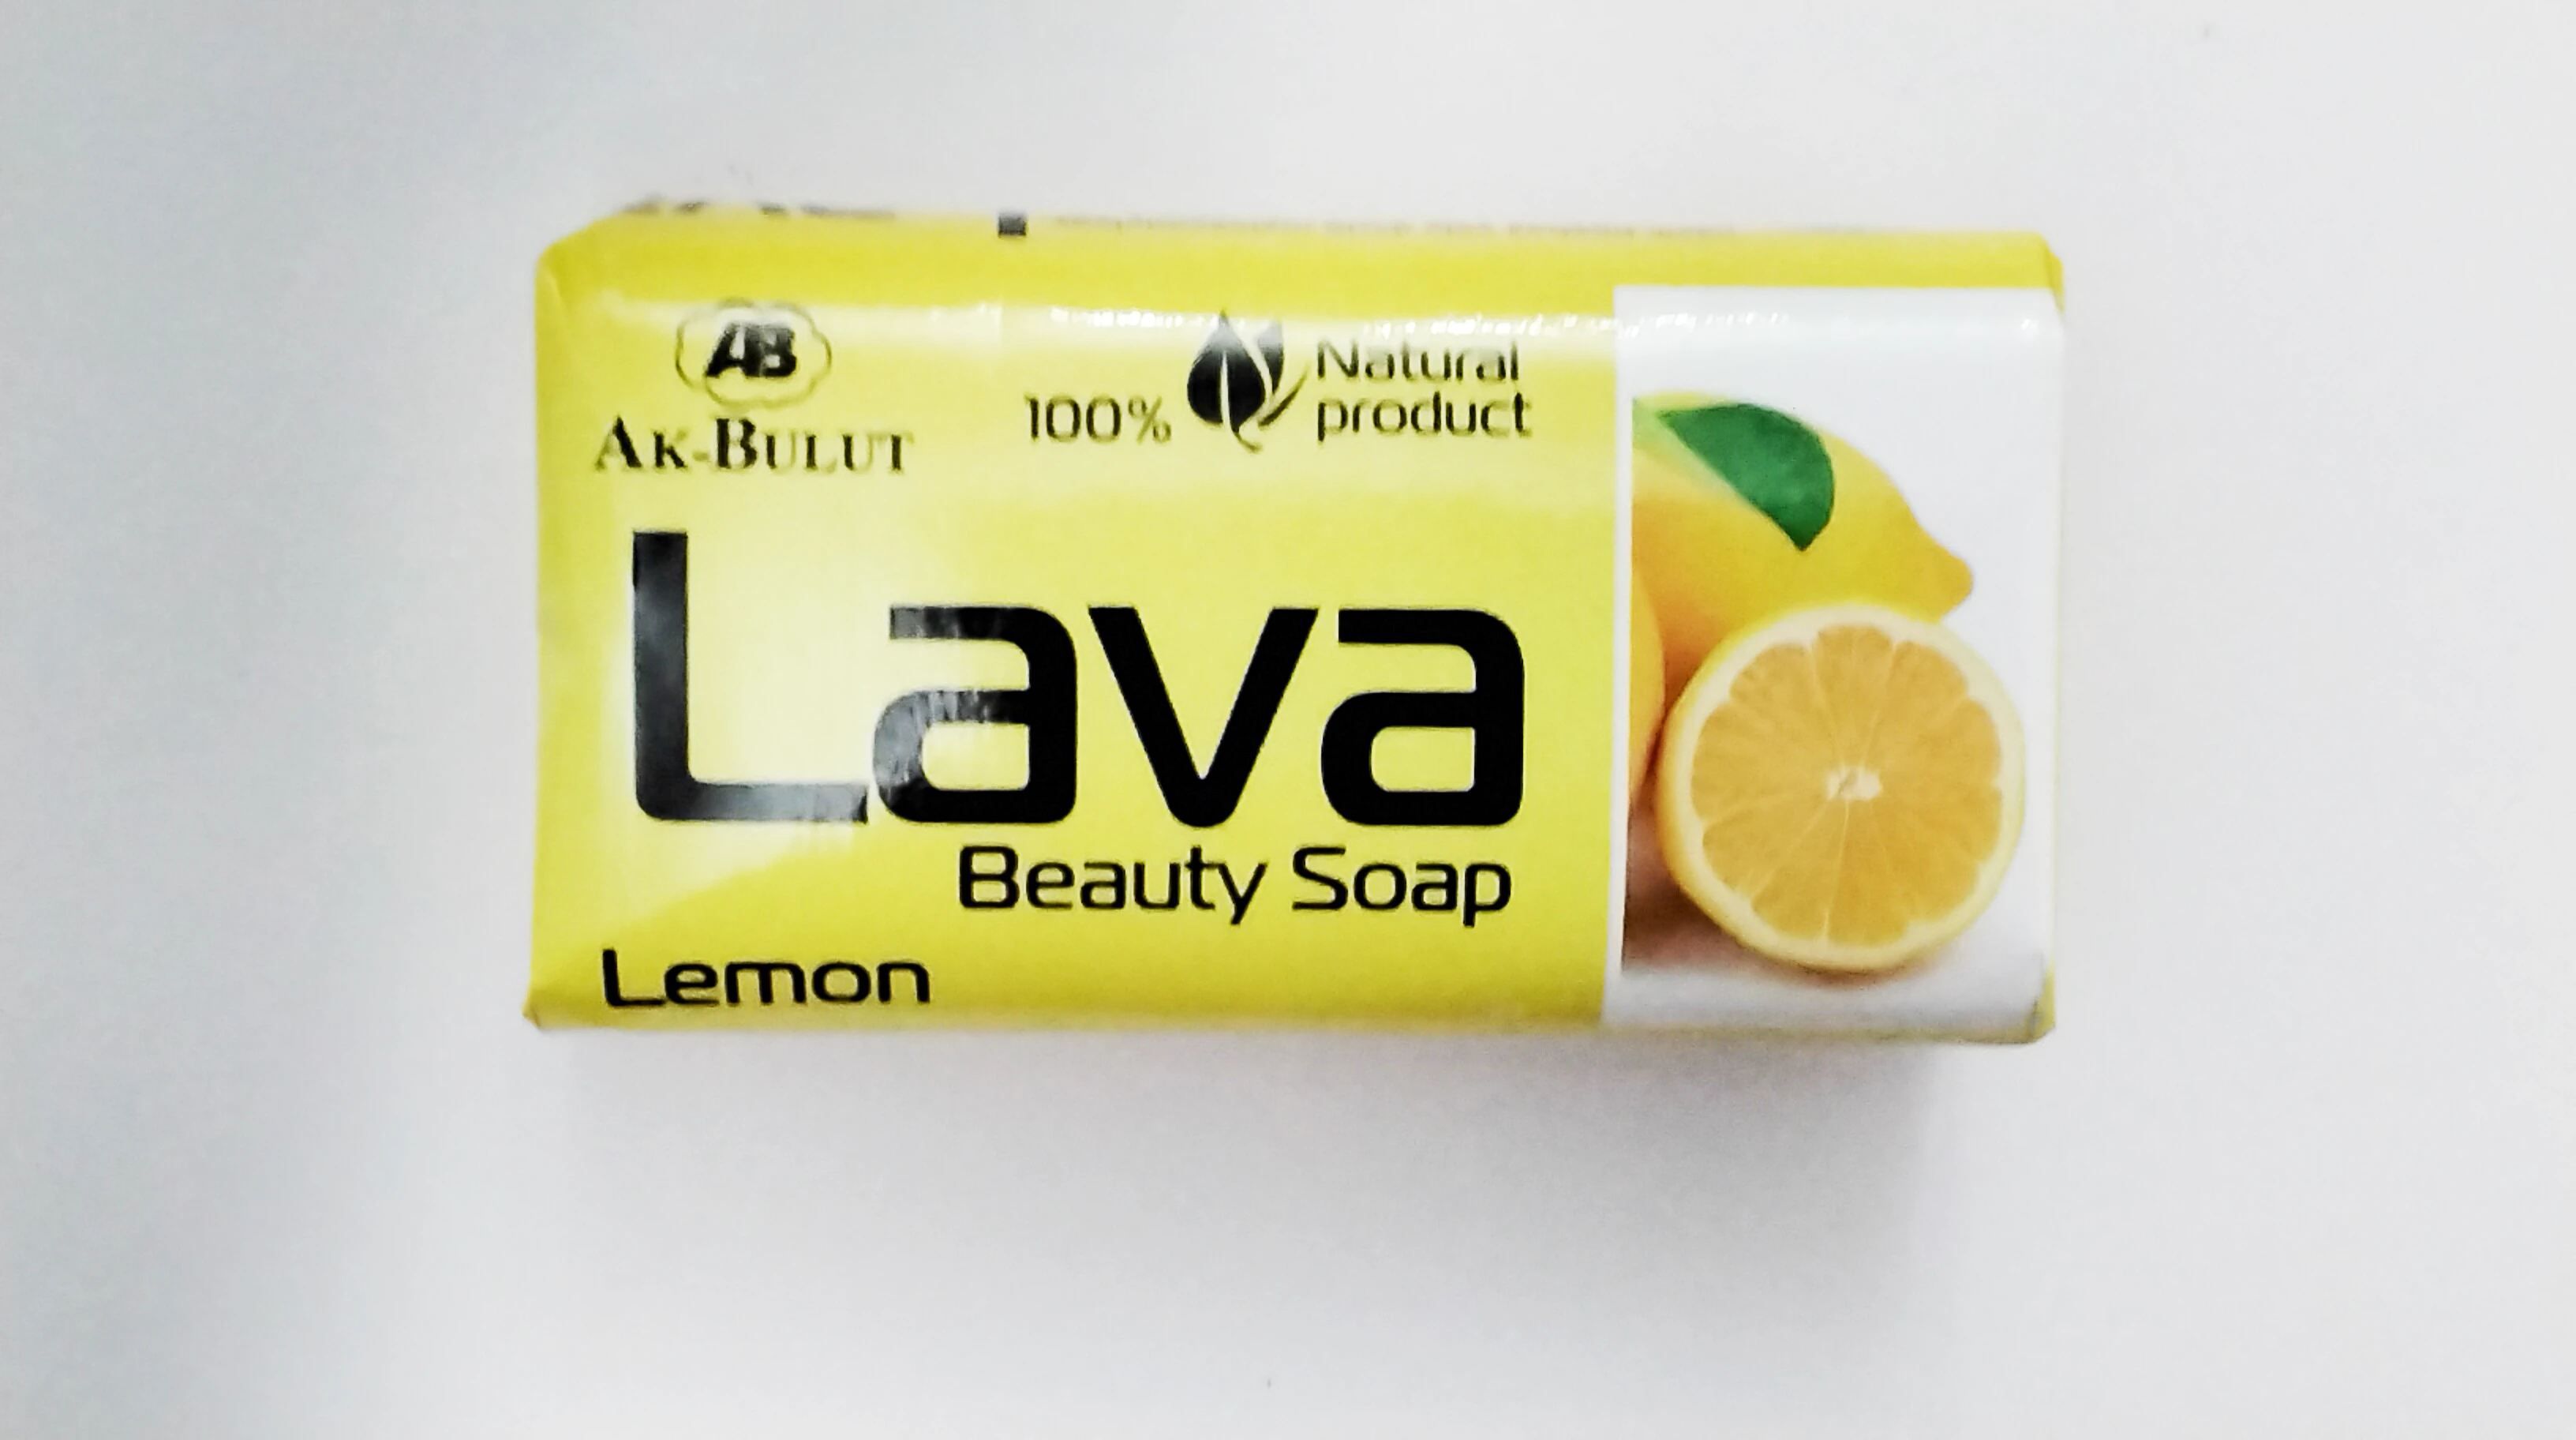 AB
AK-BULUT
100% Natural
product
Lava
Beauty Soap
Lemon